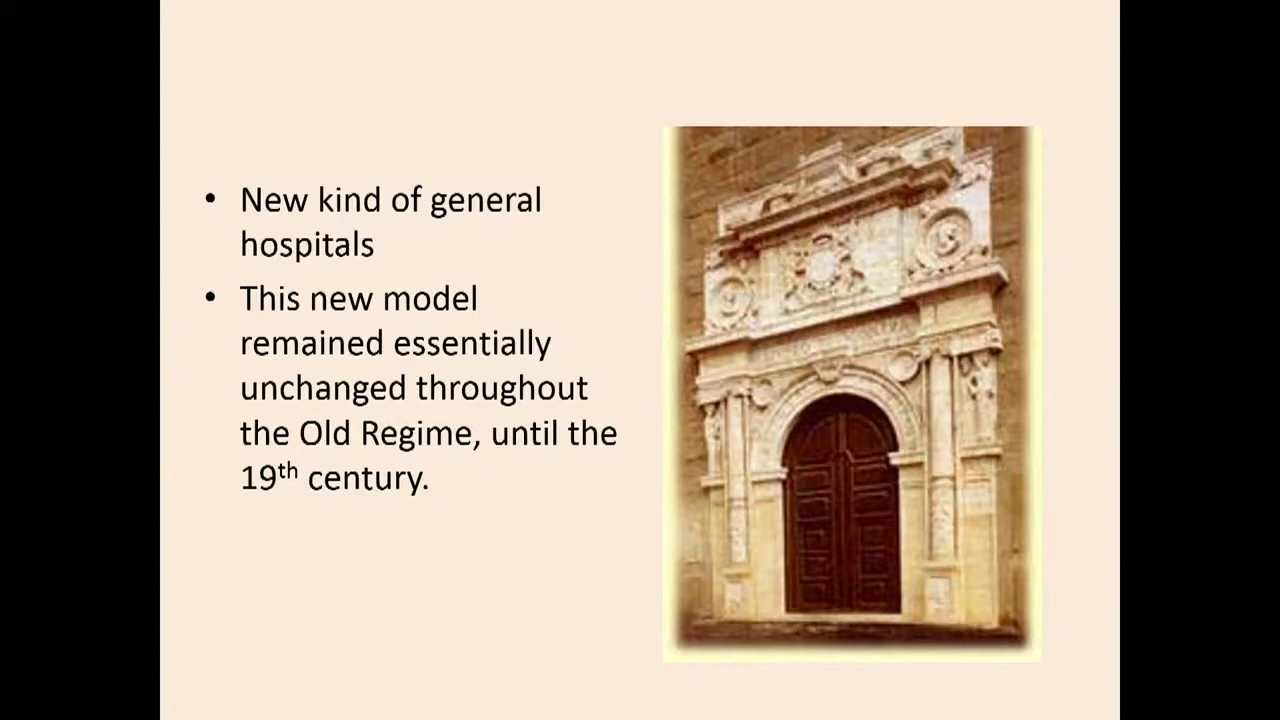 • New kind of general
hospitals
• This new model
remained essentially
unchanged throughout
the Old Regime, until the
19th century.